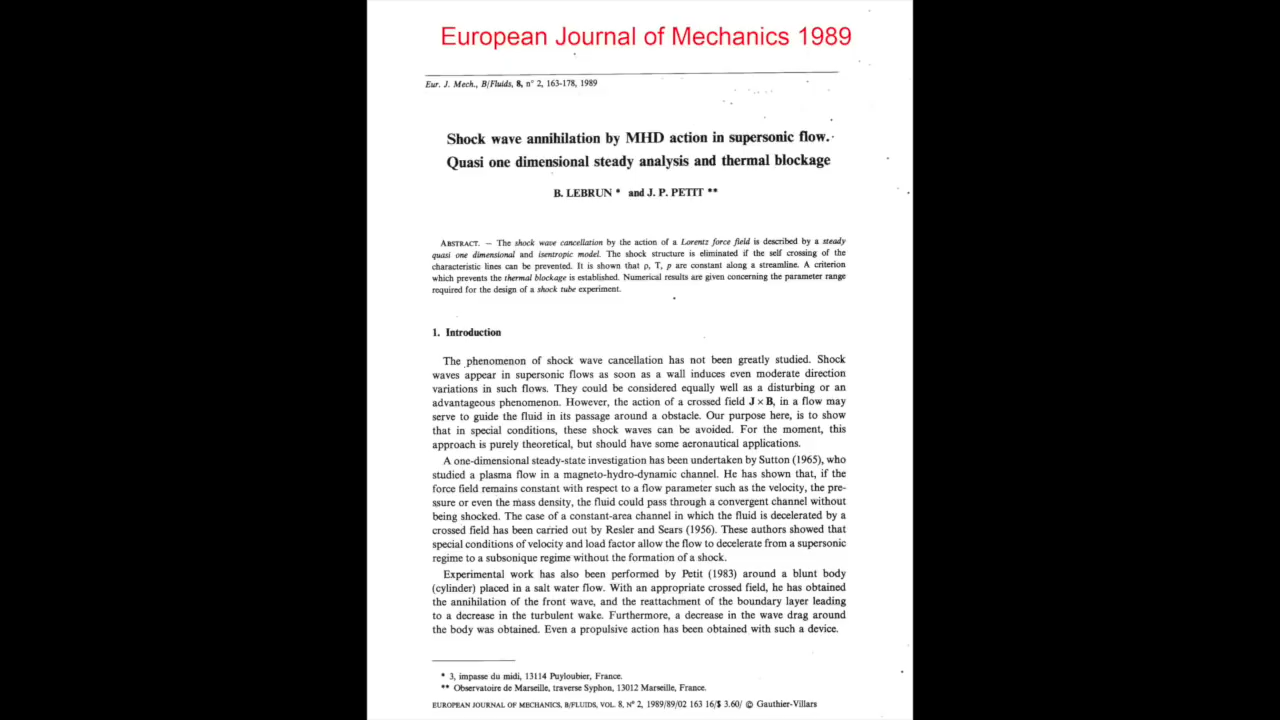 European Journal of Mechanics 1989
Eur. J. Mech., B/Fluids, 8, n° 2, 163-178, 1989
Shock wave annihilation by MHD action in supersonic flow.
Quasi one dimensional steady analysis and thermal blockage
B. LEBRUN * and J. P. PETIT **
ABSTRACT. — The shock wave cancellation by the action of a Lorentz force field is described by a steady
quasi one dimensional and isentropic model. The shock structure is eliminated if the self crossing of the
characteristic lines can be prevented. It is shown that ρ, T, p are constant along a streamline. A criterion
which prevents the thermal blockage is established. Numerical results are given concerning the parameter range
required for the design of a shock tube experiment.
1. Introduction
The phenomenon of shock wave cancellation has not been greatly studied. Shock
waves appear in supersonic flows as soon as a wall induces even moderate direction
variations in such flows. They could be considered equally well as a disturbing or an
advantageous phenomenon. However, the action of a crossed field J × B, in a flow may
serve to guide the fluid in its passage around a obstacle. Our purpose here, is to show
that in special conditions, these shock waves can be avoided. For the moment, this
approach is purely theoretical, but should have some aeronautical applications.
A one-dimensional steady-state investigation has been undertaken by Sutton (1965), who
studied a plasma flow in a magneto-hydro-dynamic channel. He has shown that, if the
force field remains constant with respect to a flow parameter such as the velocity, the pre-
ssure or even the mass density, the fluid could pass through a convergent channel without
being shocked. The case of a constant-area channel in which the fluid is decelerated by a
crossed field has been carried out by Resler and Sears (1956). These authors showed that
special conditions of velocity and load factor allow the flow to decelerate from a supersonic
regime to a subsonique regime without the formation of a shock.
Experimental work has also been performed by Petit (1983) around a blunt body
(cylinder) placed in a salt water flow. With an appropriate crossed field, he has obtained
the annihilation of the front wave, and the reattachment of the boundary layer leading
to a decrease in the turbulent wake. Furthermore, a decrease in the wave drag around
the body was obtained. Even a propulsive action has been obtained with such a device.
* 3, impasse du midi, 13114 Puyloubier, France.
** Observatoire de Marseille, traverse Syphon, 13012 Marseille, France.
EUROPEAN JOURNAL OF MECHANICS, B/FLUIDS, VOL. 8, N° 2, 1989/89/02 163 16/$ 3.60/ © Gauthier-Villars